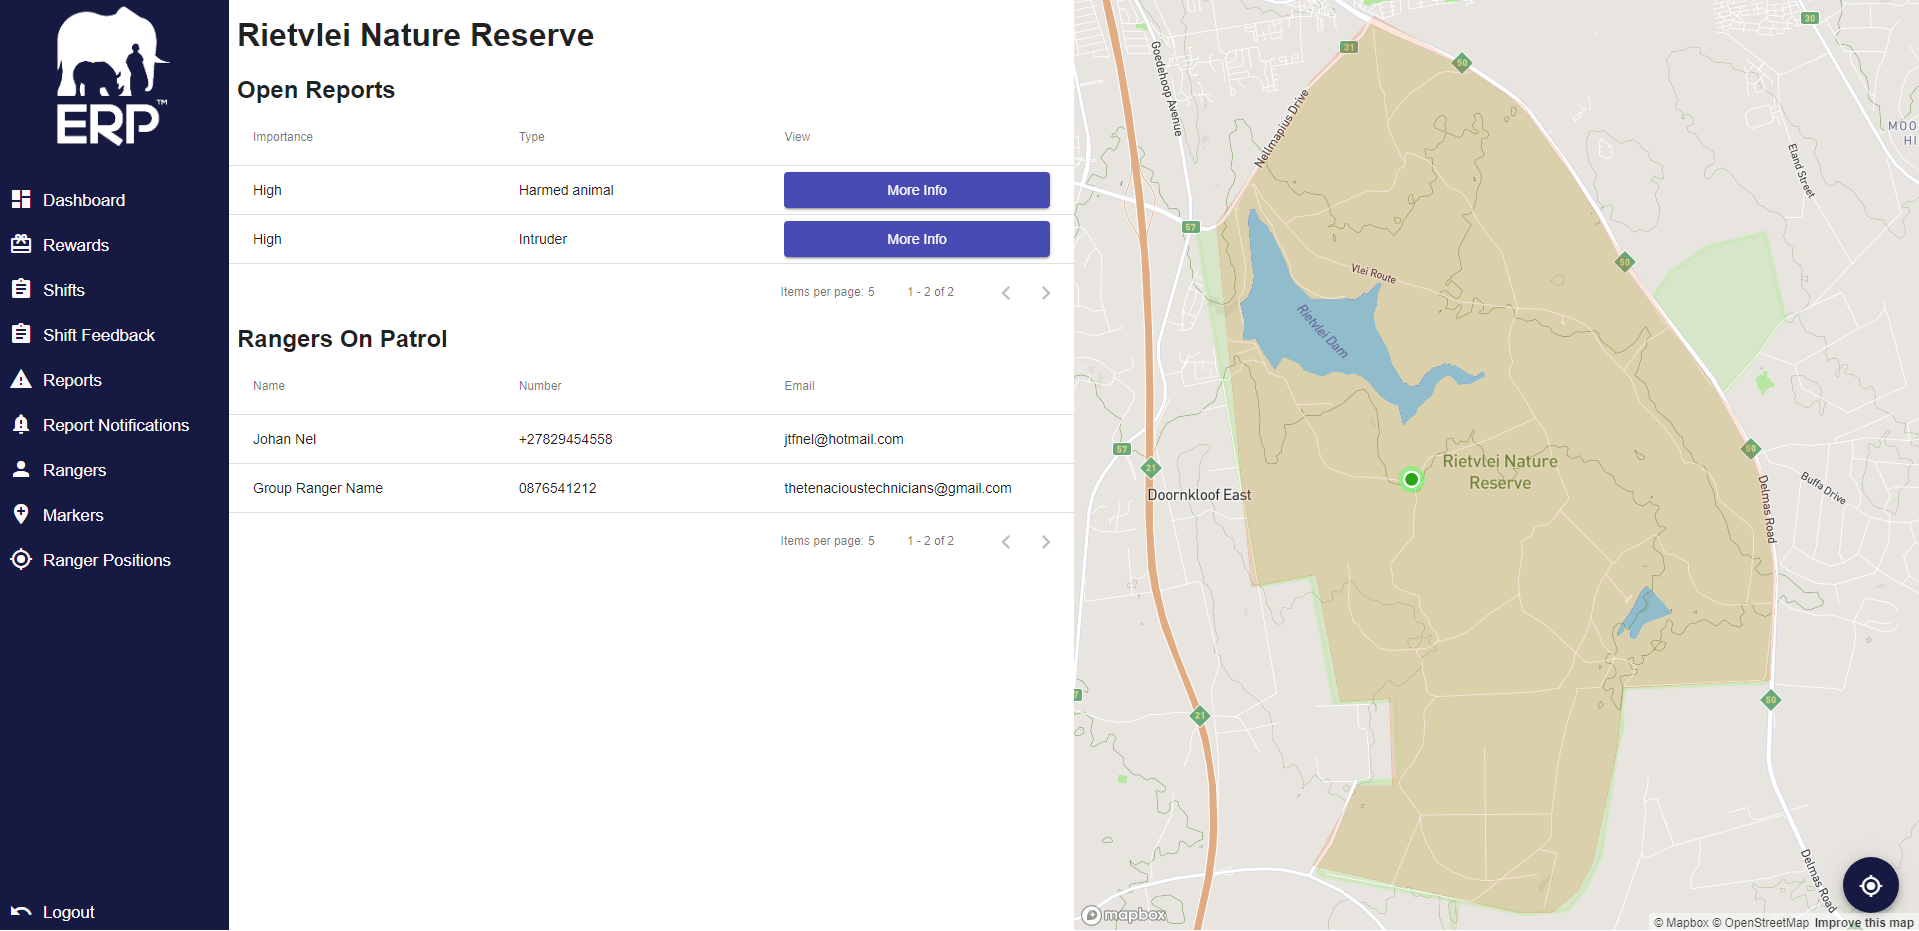 ERP™
Dashboard
Rewards
Shifts
Shift Feedback
Reports
Report Notifications
Rangers
Markers
Ranger Positions
Logout
Rietvlei Nature Reserve
Open Reports
Importance Type View
High Harmed animal More Info
High Intruder More Info
Items per page: 5 1 - 2 of 2
Rangers On Patrol
Name Number Email
Johan Nel +27829454558 jtfnel@hotmail.com
Group Ranger Name 0876541212 thetenacioustechnicians@gmail.com
Items per page: 5 1 - 2 of 2
30
31
50
Goedehoop Avenue
Nellmapius Drive
MOO
HI
Eland Street
57
Vlei Route
50
Rietvlei Dam
57
21
50
Rietvlei Nature
Reserve
Doornkloof East
Buffa Drive
Delmas Road
7
21
50
Delmas Road
mapbox
© Mapbox © OpenStreetMap Improve this map